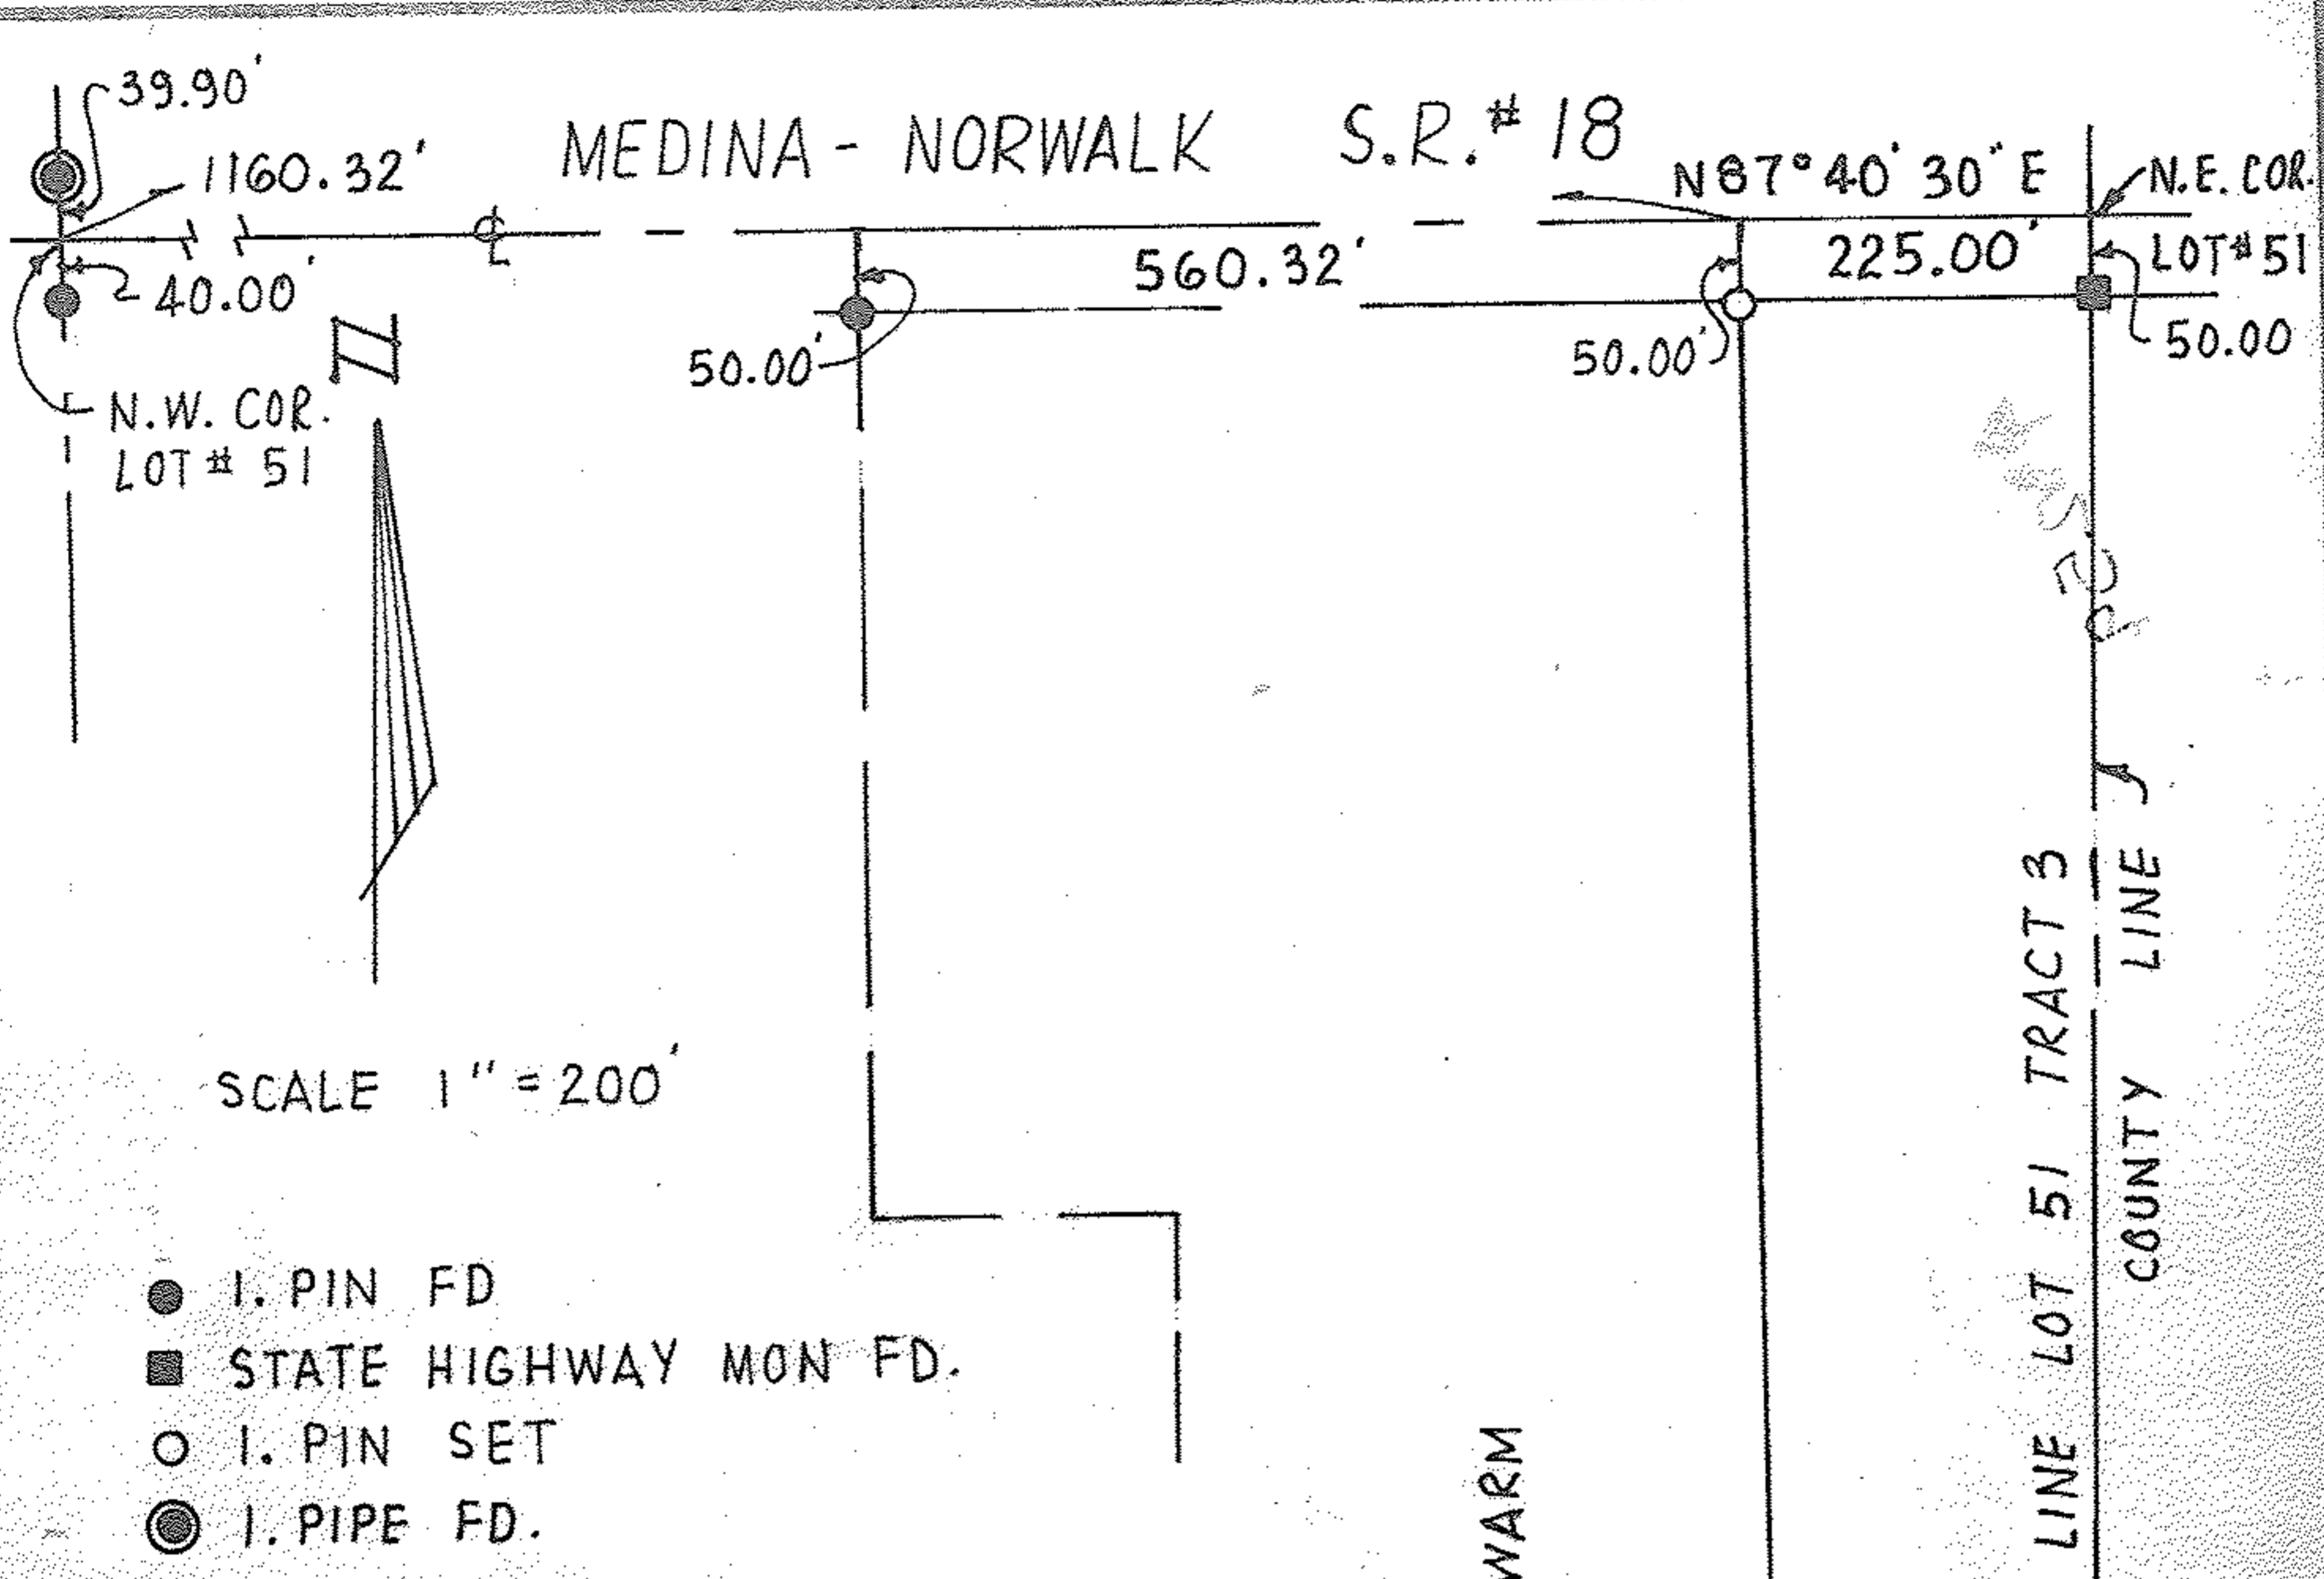 39.90'
MEDINA - NORWALK S.R. # 18
1160.32'
N87°40'30" E
N.E. COR.
LOT #51
℄
560.32'
225.00'
40.00'
50.00'
50.00'
50.00
N.W. COR.
LOT # 51
SCALE 1" = 200'
LINE LOT 51 TRACT 3
COUNTY LINE
I. PIN FD
STATE HIGHWAY MON FD.
I. PIN SET
I. PIPE FD.
WARM